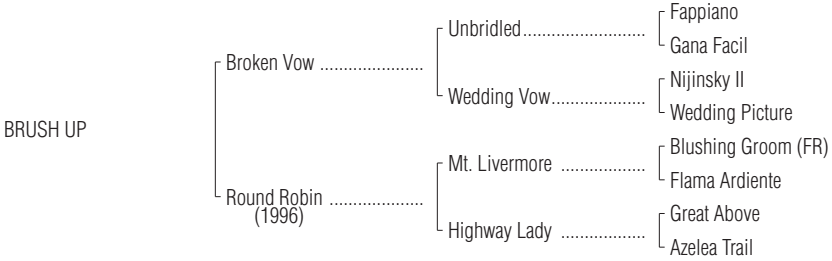 Fappiano
Unbridled..........................
Gana Facil
Broken Vow ......................
Nijinsky II
Wedding Vow....................
Wedding Picture
BRUSH UP
Blushing Groom (FR)
Mt. Livermore ..................
Flama Ardiente
Round Robin ....................
(1996)
Great Above
Highway Lady ..................
Azelea Trail